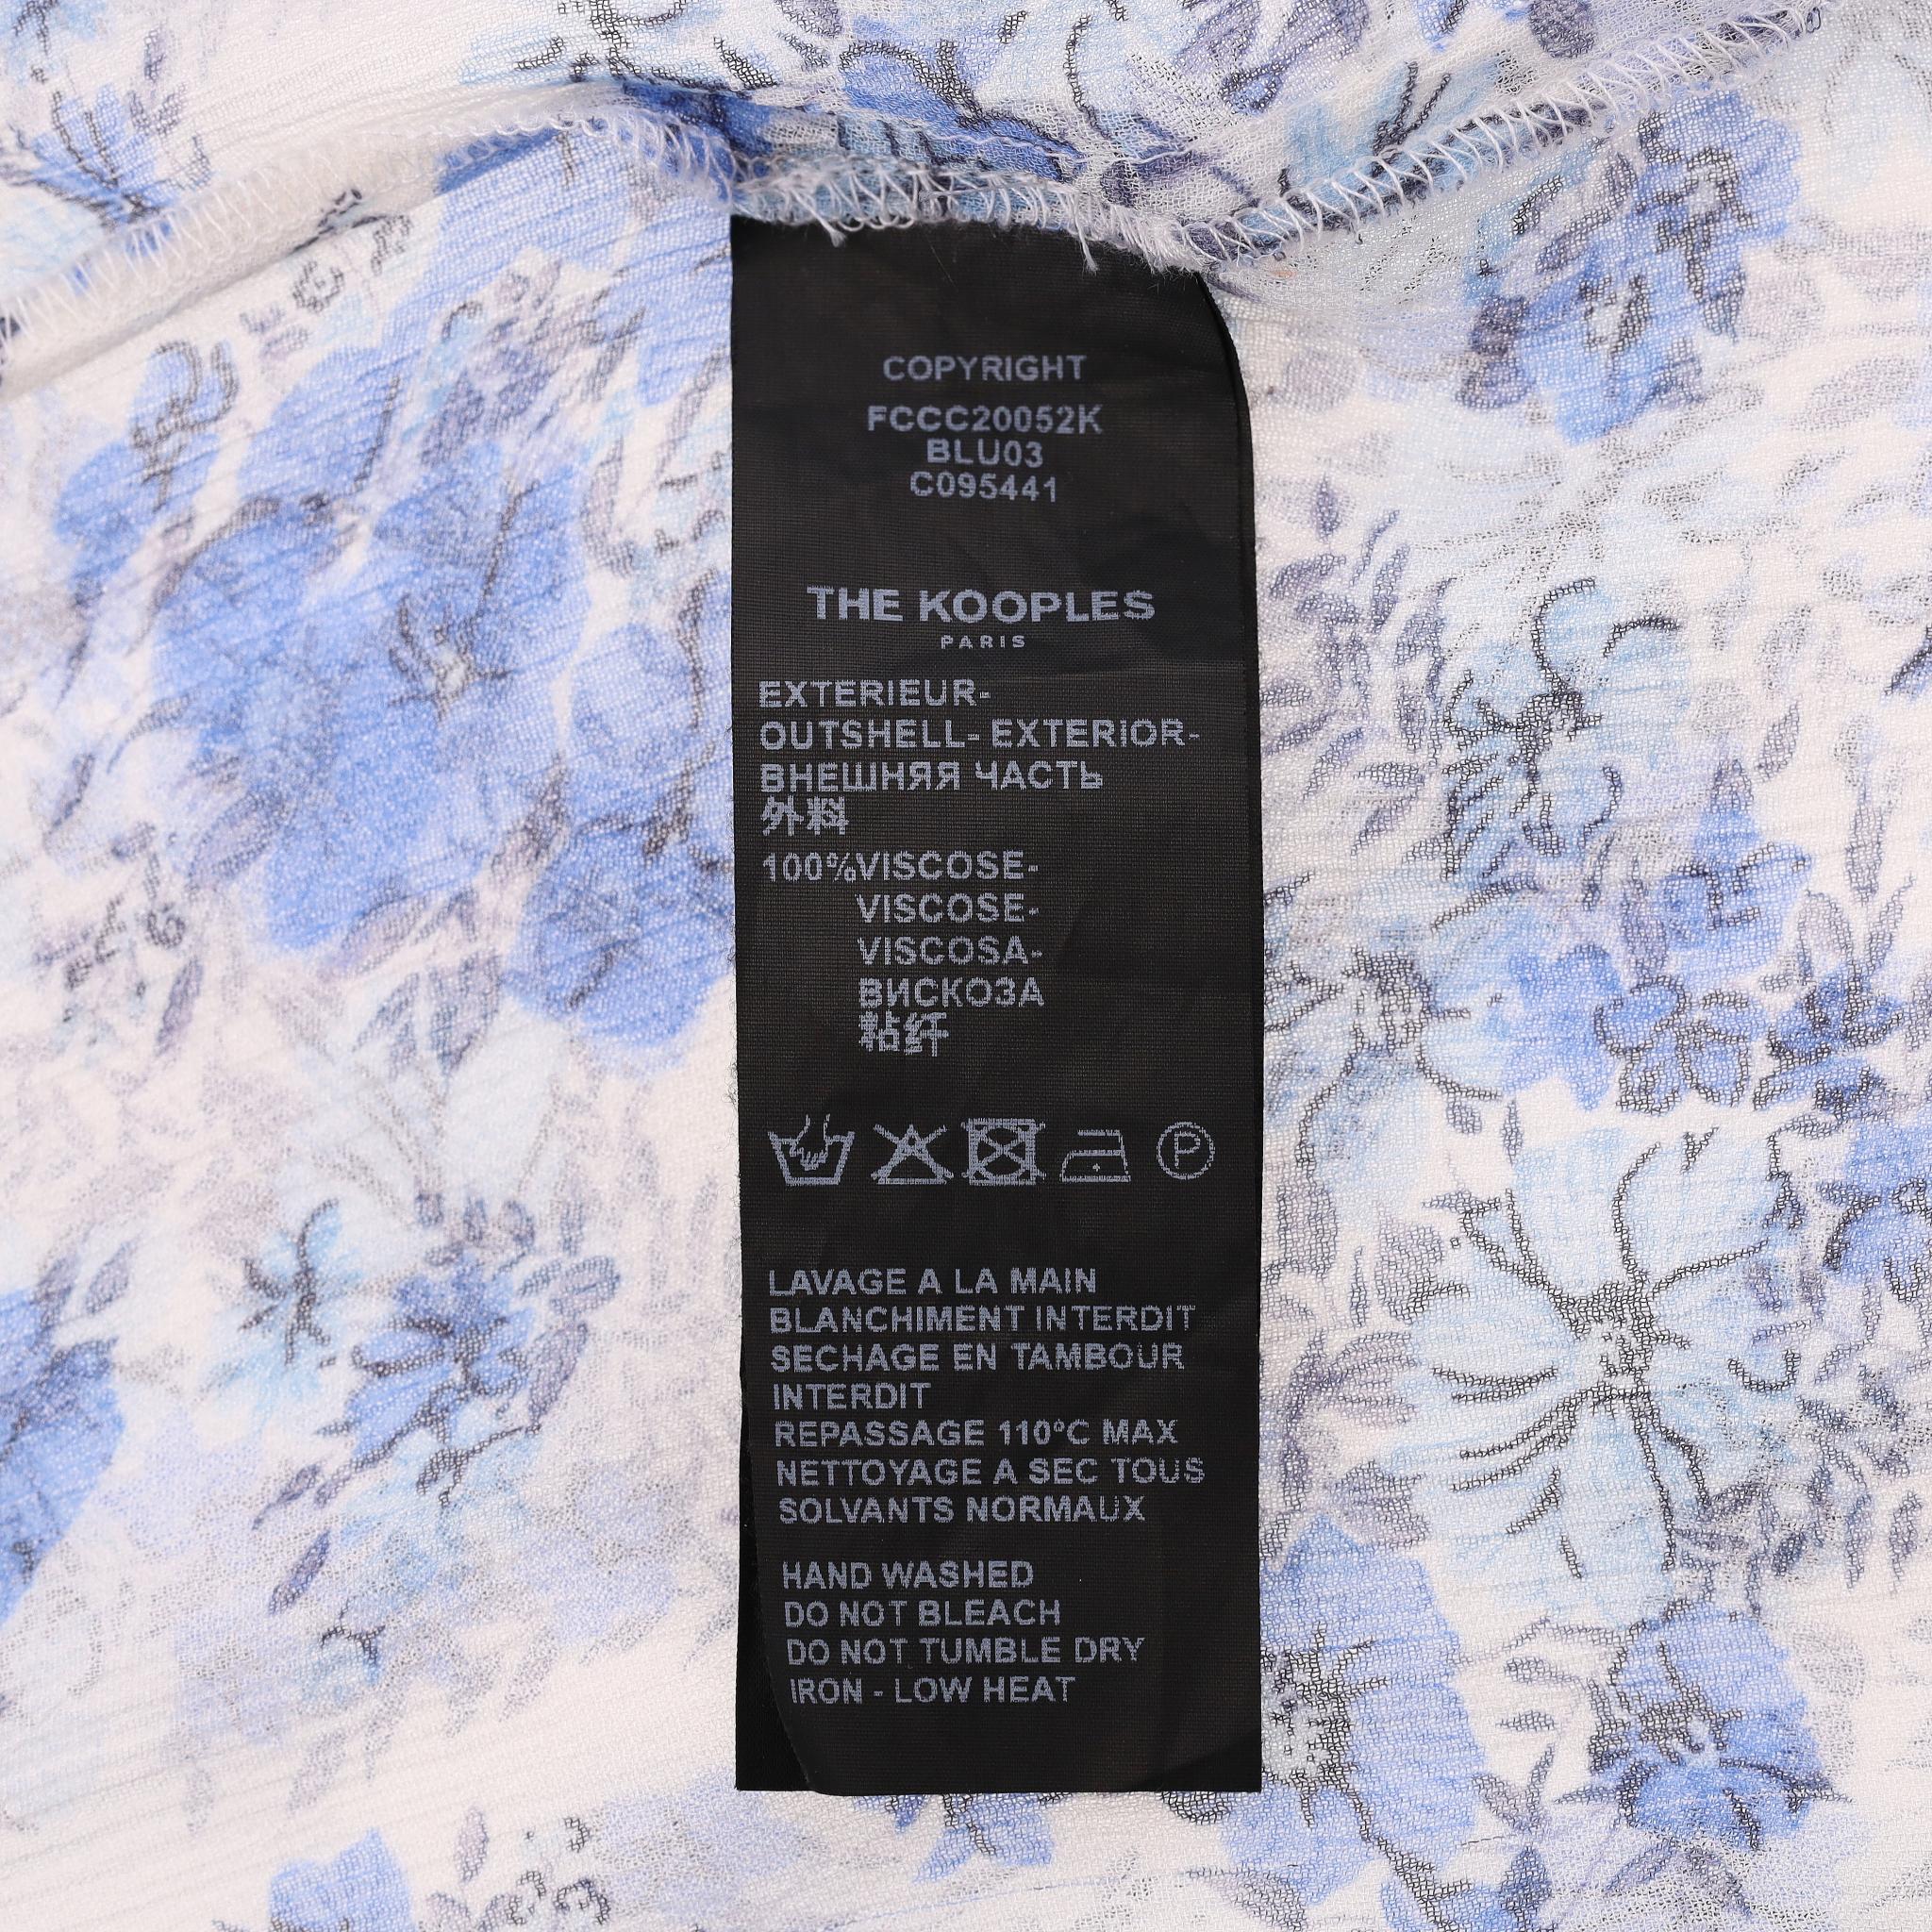 COPYRIGHT
FCCC20052K
BLU03
C095441
THE KOOPLES
PARIS
EXTERIEUR-
OUTSHELL- EXTERIOR-
ВНЕШНЯЯ ЧАСТЬ
外料
100%VISCOSE-
VISCOSE-
VISCOSA-
ВИСКОЗА
粘纤
P
LAVAGE A LA MAIN
BLANCHIMENT INTERDIT
SECHAGE EN TAMBOUR
INTERDIT
REPASSAGE 110°C MAX
NETTOYAGE A SEC TOUS
SOLVANTS NORMAUX
HAND WASHED
DO NOT BLEACH
DO NOT TUMBLE DRY
IRON - LOW HEAT